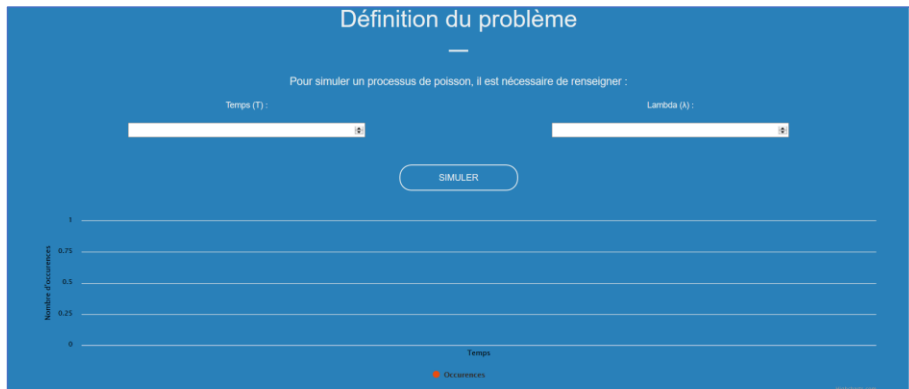 Définition du problème
Pour simuler un processus de poisson, il est nécessaire de renseigner :
Temps (T) :
Lambda (λ) :
SIMULER
1
0.75
0.5
0.25
0
Nombre d'occurences
Temps
Occurences